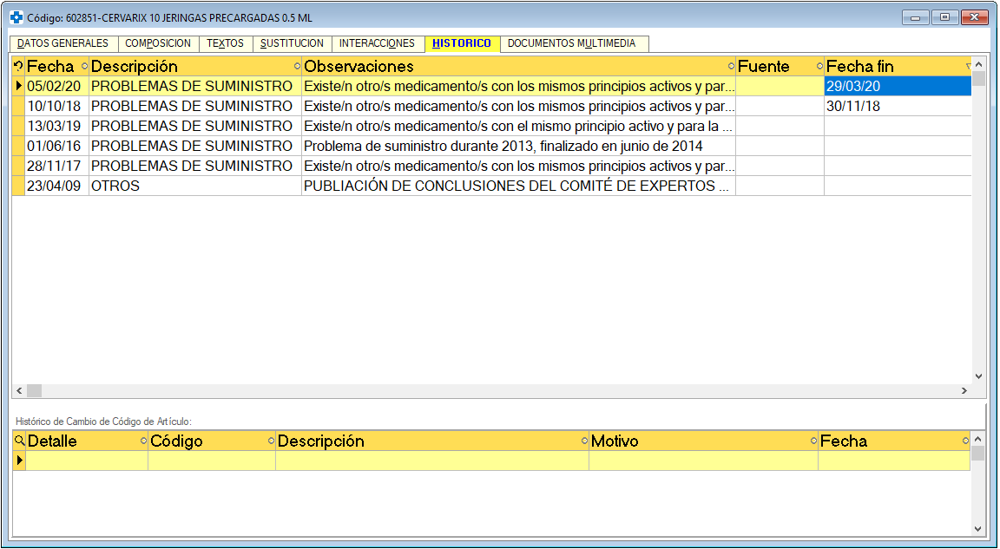 Código: 602851-CERVARIX 10 JERINGAS PRECARGADAS 0.5 ML
DATOS GENERALES COMPOSICION TEXTOS SUSTITUCION INTERACCIONES HISTORICO DOCUMENTOS MULTIMEDIA
Fecha Descripción Observaciones Fuente Fecha fin
05/02/20 PROBLEMAS DE SUMINISTRO Existe/n otro/s medicamento/s con los mismos principios activos y par... 29/03/20
10/10/18 PROBLEMAS DE SUMINISTRO Existe/n otro/s medicamento/s con los mismos principios activos y par... 30/11/18
13/03/19 PROBLEMAS DE SUMINISTRO Existe/n otro/s medicamento/s con el mismo principio activo y para la ...
01/06/16 PROBLEMAS DE SUMINISTRO Problema de suministro durante 2013, finalizado en junio de 2014
28/11/17 PROBLEMAS DE SUMINISTRO Existe/n otro/s medicamento/s con los mismos principios activos y par...
23/04/09 OTROS PUBLIACIÓN DE CONCLUSIONES DEL COMITÉ DE EXPERTOS ...
Histórico de Cambio de Código de Artículo:
Detalle Código Descripción Motivo Fecha